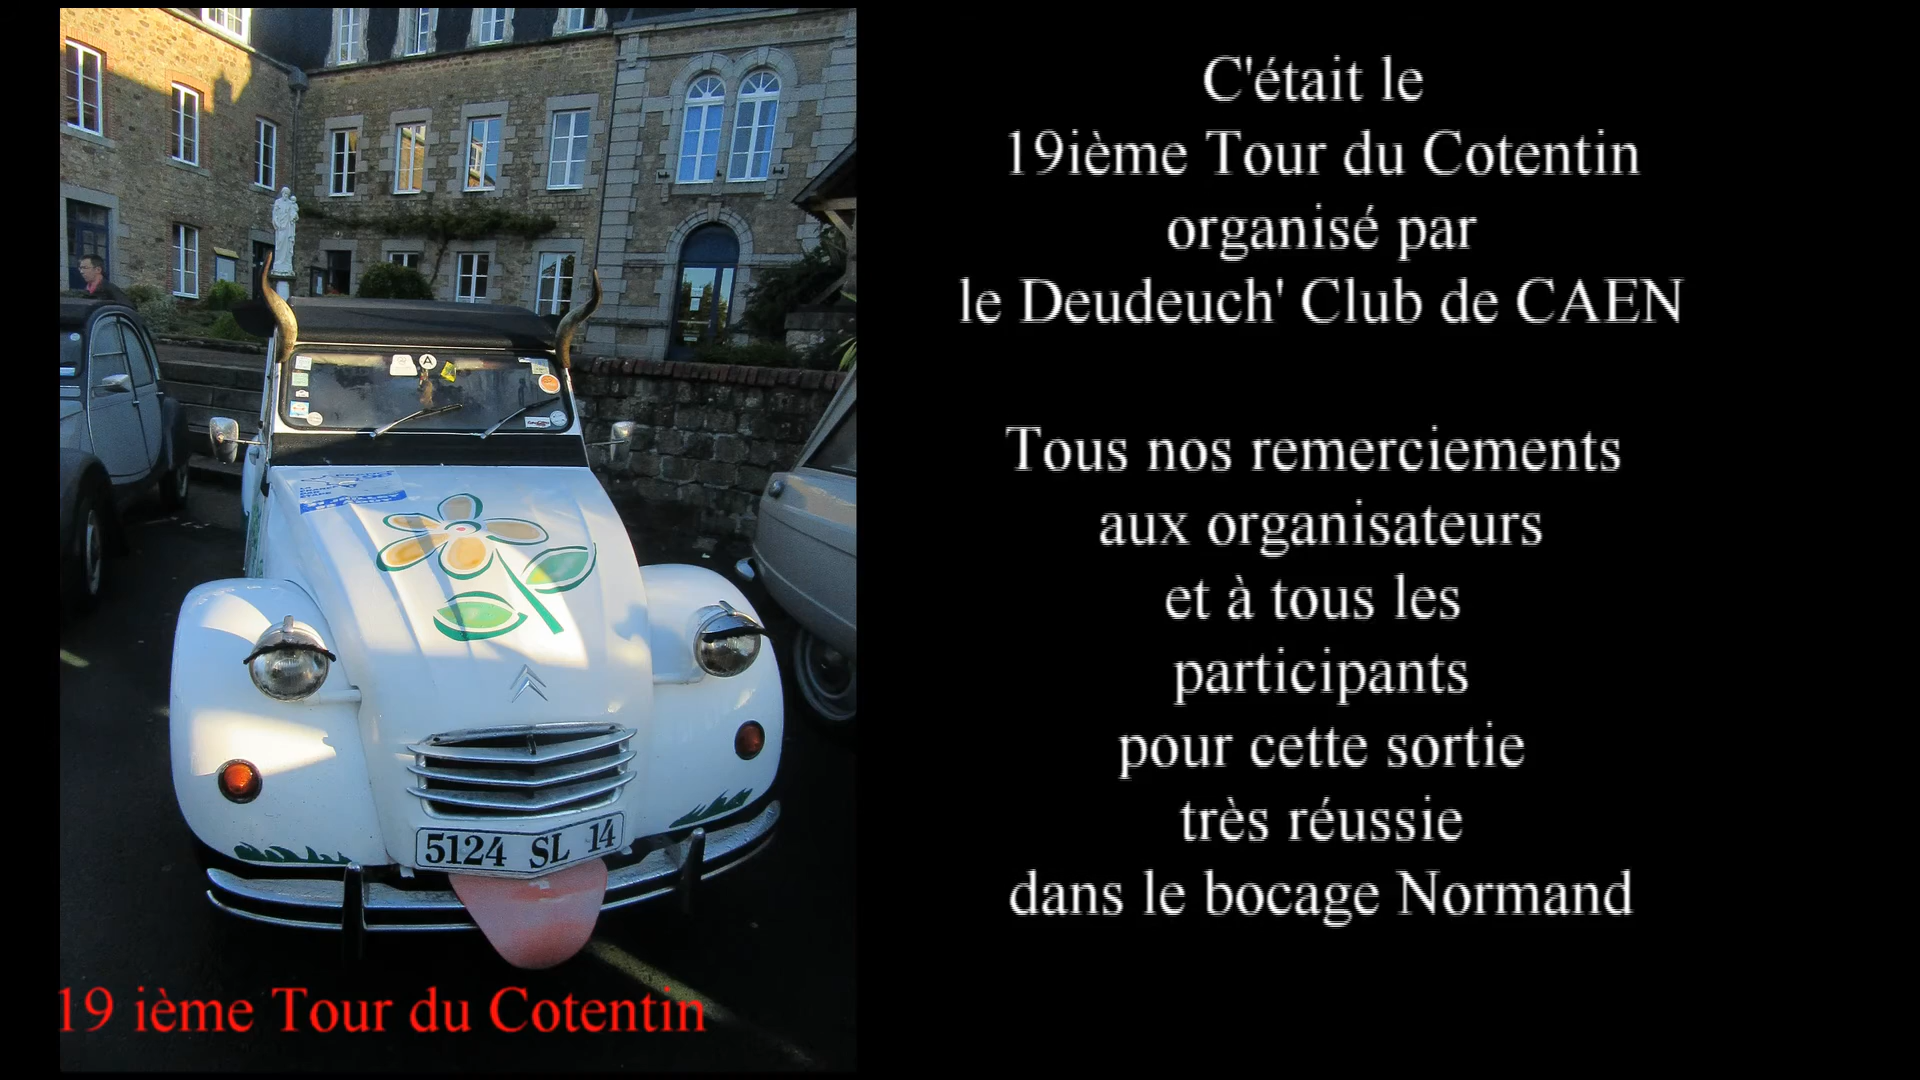 C'était le
19ième Tour du Cotentin
organisé par
le Deudeuch' Club de CAEN
Tous nos remerciements
aux organisateurs
et à tous les
participants
pour cette sortie
très réussie
dans le bocage Normand
A
5124 SL 14
19 ième Tour du Cotentin